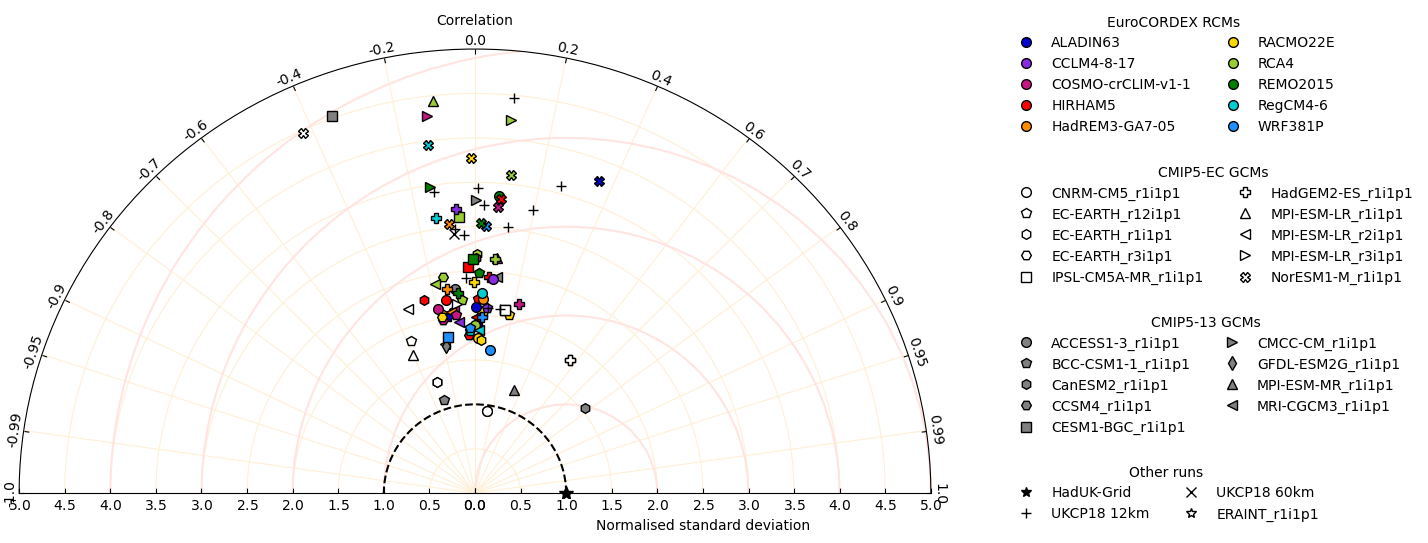 Correlation
0.0
-0.2 0.2
-0.4 0.4
-0.6 0.6
-0.7 0.7
-0.8 0.8
-0.9 0.9
-0.95 0.95
-0.99 0.99
-1.0 1.0
5.0 4.5 4.0 3.5 3.0 2.5 2.0 1.5 1.0 0.5 0.0 0.5 1.0 1.5 2.0 2.5 3.0 3.5 4.0 4.5 5.0
Normalised standard deviation
EuroCORDEX RCMs
ALADIN63 RACMO22E
CCLM4-8-17 RCA4
COSMO-crCLIM-v1-1 REMO2015
HIRHAM5 RegCM4-6
HadREM3-GA7-05 WRF381P
CMIP5-EC GCMs
CNRM-CM5_r1i1p1 HadGEM2-ES_r1i1p1
EC-EARTH_r12i1p1 MPI-ESM-LR_r1i1p1
EC-EARTH_r1i1p1 MPI-ESM-LR_r2i1p1
EC-EARTH_r3i1p1 MPI-ESM-LR_r3i1p1
IPSL-CM5A-MR_r1i1p1 NorESM1-M_r1i1p1
CMIP5-13 GCMs
ACCESS1-3_r1i1p1 CMCC-CM_r1i1p1
BCC-CSM1-1_r1i1p1 GFDL-ESM2G_r1i1p1
CanESM2_r1i1p1 MPI-ESM-MR_r1i1p1
CCSM4_r1i1p1 MRI-CGCM3_r1i1p1
CESM1-BGC_r1i1p1
Other runs
HadUK-Grid UKCP18 60km
UKCP18 12km ERAINT_r1i1p1